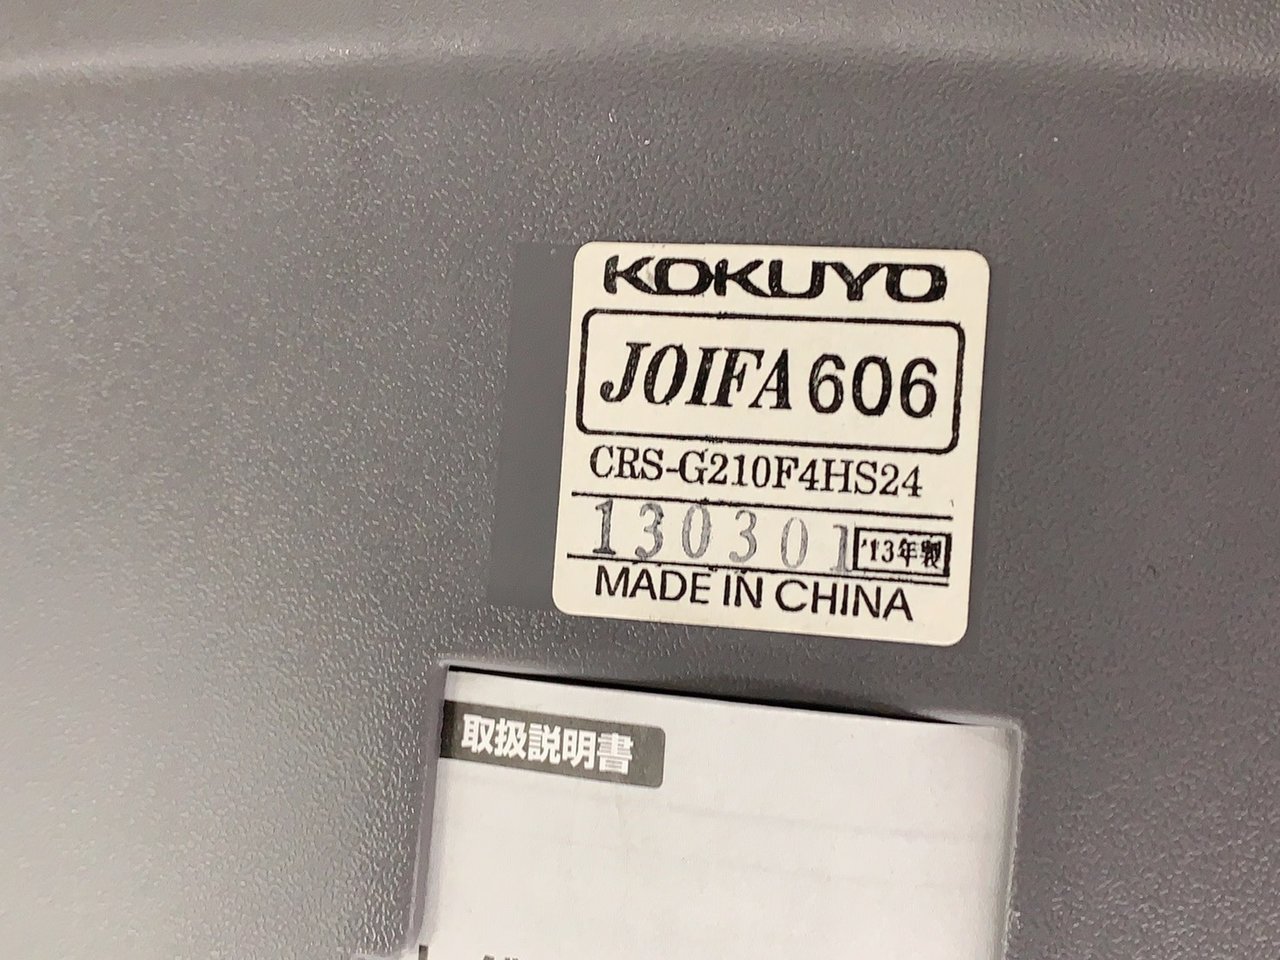 KOKUYO
JOIFA 606
CRS-G210F4HS24
130301 '13年製
MADE IN CHINA
取扱説明書